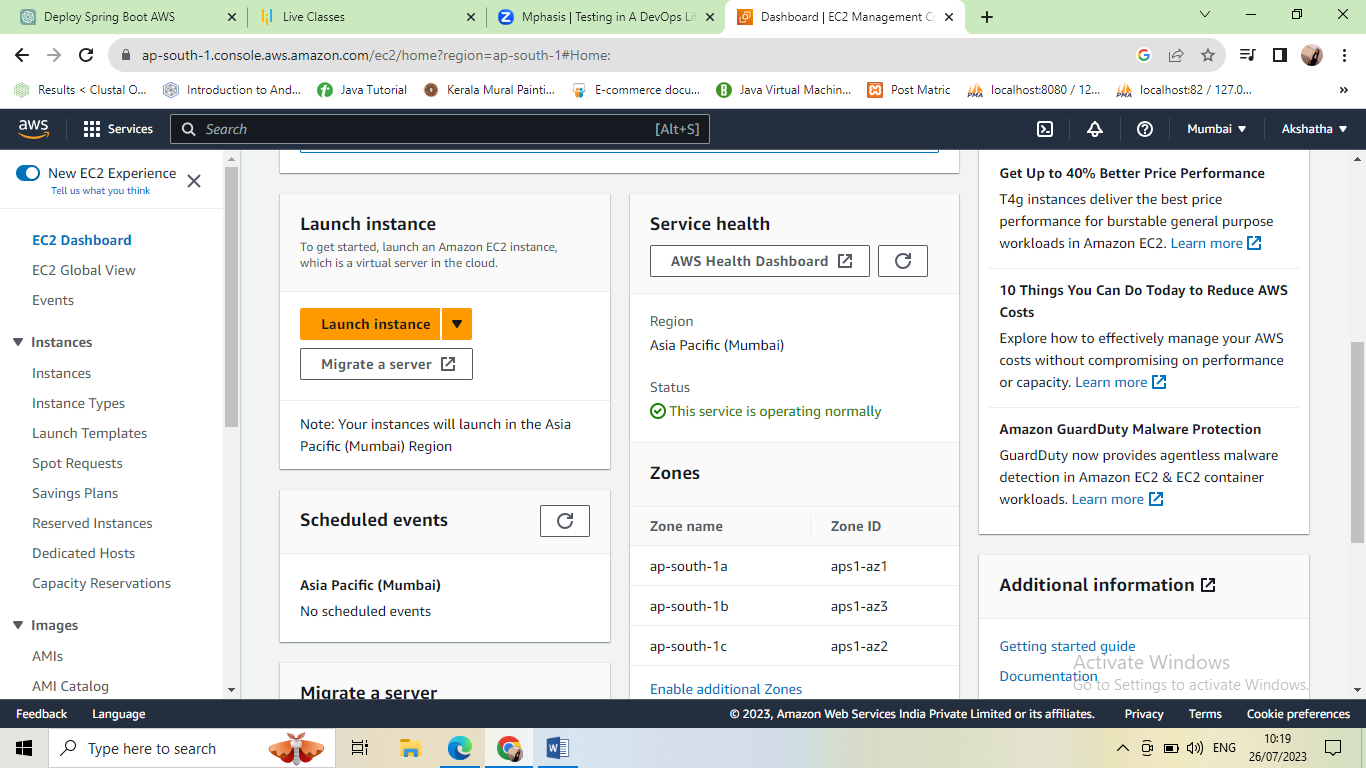 Deploy Spring Boot AWS
Live Classes
Mphasis | Testing in A DevOps Li
Dashboard | EC2 Management C
ap-south-1.console.aws.amazon.com/ec2/home?region=ap-south-1#Home:
Results < Clustal O...
Introduction to And...
Java Tutorial
Kerala Mural Painti...
E-commerce docu...
Java Virtual Machin...
Post Matric
localhost:8080 / 12...
localhost:82 / 127.0...
»
aws
Services
Search
[Alt+S]
Mumbai
Akshatha
New EC2 Experience
Tell us what you think
EC2 Dashboard
EC2 Global View
Events
Instances
Instances
Instance Types
Launch Templates
Spot Requests
Savings Plans
Reserved Instances
Dedicated Hosts
Capacity Reservations
Images
AMIs
AMI Catalog
Launch instance
To get started, launch an Amazon EC2 instance,
which is a virtual server in the cloud.
Launch instance
Migrate a server
Note: Your instances will launch in the Asia
Pacific (Mumbai) Region
Scheduled events
Asia Pacific (Mumbai)
No scheduled events
Migrate a server
Service health
AWS Health Dashboard
Region
Asia Pacific (Mumbai)
Status
This service is operating normally
Zones
Zone name Zone ID
ap-south-1a aps1-az1
ap-south-1b aps1-az3
ap-south-1c aps1-az2
Enable additional Zones
Get Up to 40% Better Price Performance
T4g instances deliver the best price
performance for burstable general purpose
workloads in Amazon EC2. Learn more
10 Things You Can Do Today to Reduce AWS
Costs
Explore how to effectively manage your AWS
costs without compromising on performance
or capacity. Learn more
Amazon GuardDuty Malware Protection
GuardDuty now provides agentless malware
detection in Amazon EC2 & EC2 container
workloads. Learn more
Additional information
Getting started guide
Documentation
Activate Windows
Go to Settings to activate Windows.
Feedback
Language
© 2023, Amazon Web Services India Private Limited or its affiliates.
Privacy
Terms
Cookie preferences
Type here to search
ENG
10:19
26/07/2023